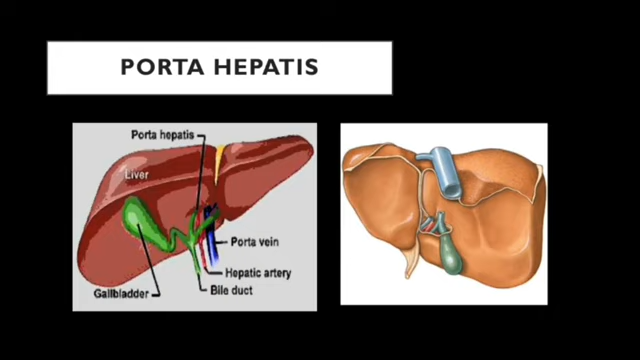 PORTA HEPATIS
Porta hepatis
Liver
Porta vein
Hepatic artery
Gallbladder
Bile duct